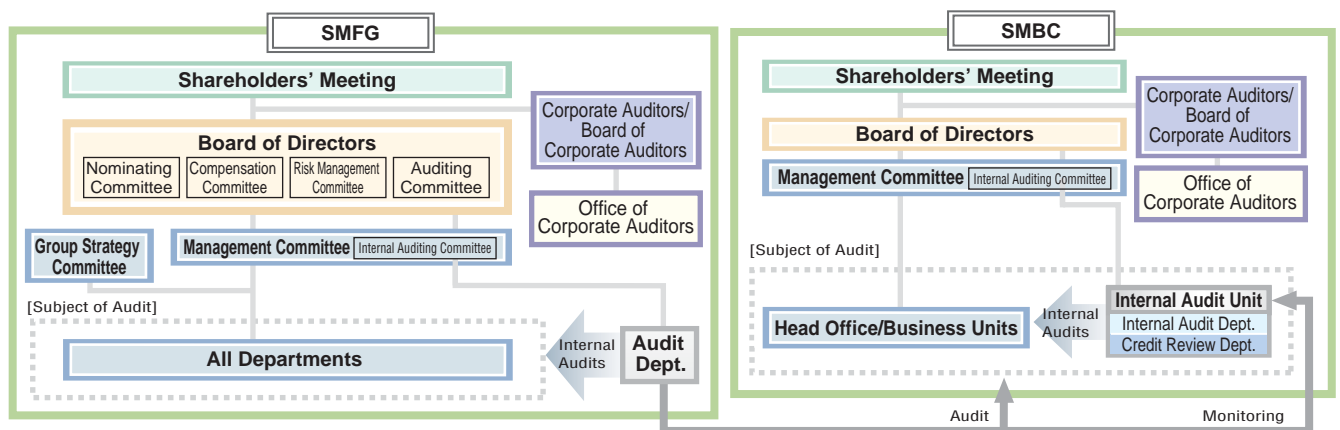 SMFG
Shareholders' Meeting
Corporate Auditors/
Board of
Corporate Auditors
Board of Directors
Nominating
Committee
Compensation
Committee
Risk Management
Committee
Auditing
Committee
Office of
Corporate Auditors
Group Strategy
Committee
Management Committee
Internal Auditing Committee
[Subject of Audit]
All Departments
Internal
Audits
Audit
Dept.
SMBC
Shareholders' Meeting
Corporate Auditors/
Board of
Corporate Auditors
Board of Directors
Management Committee
Internal Auditing Committee
Office of
Corporate Auditors
[Subject of Audit]
Head Office/Business Units
Internal
Audits
Internal Audit Unit
Internal Audit Dept.
Credit Review Dept.
Audit
Monitoring